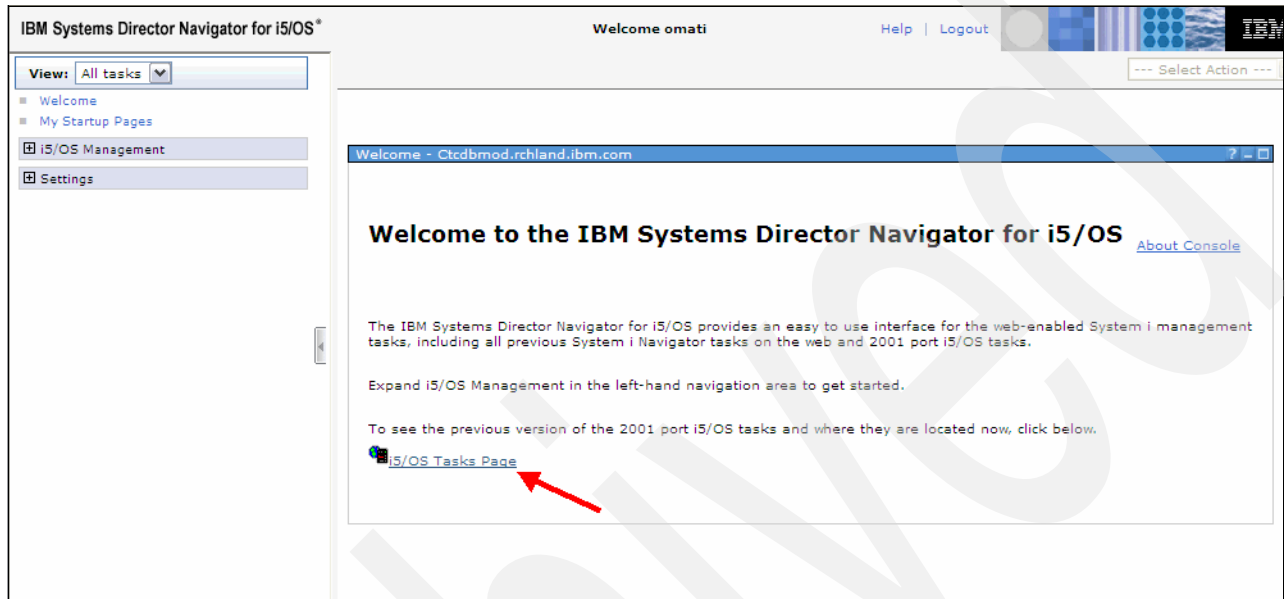 IBM Systems Director Navigator for i5/OS®
Welcome omati
Help | Logout
IBM
View: All tasks
--- Select Action ---
Welcome
My Startup Pages
i5/OS Management
Settings
Welcome - Ctcdbmod.rchland.ibm.com
Welcome to the IBM Systems Director Navigator for i5/OS
About Console
The IBM Systems Director Navigator for i5/OS provides an easy to use interface for the web-enabled System i management
tasks, including all previous System i Navigator tasks on the web and 2001 port i5/OS tasks.
Expand i5/OS Management in the left-hand navigation area to get started.
To see the previous version of the 2001 port i5/OS tasks and where they are located now, click below.
i5/OS Tasks Page